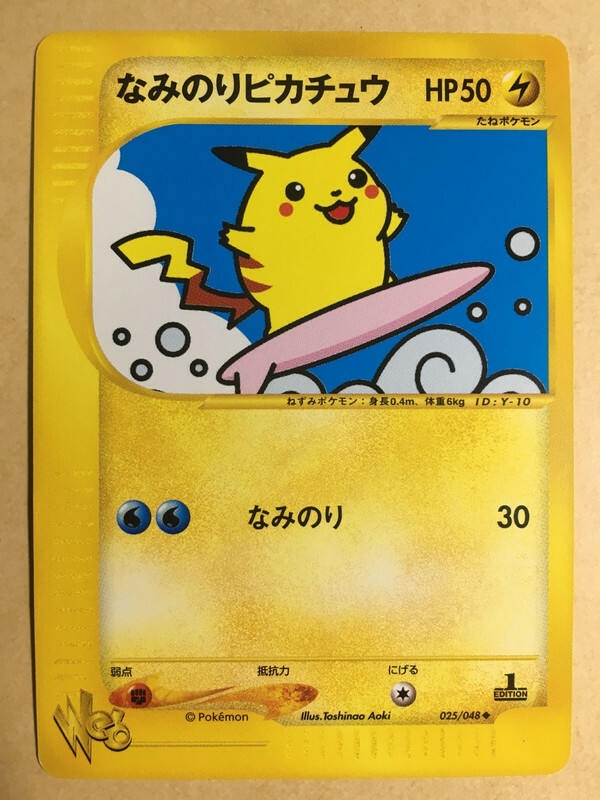 なみのりピカチュウ HP50
たねポケモン
ねずみポケモン：身長0.4m、体重6kg ID:Y-10
なみのり 30
弱点 抵抗力 にげる
1 EDITION
© Pokémon Illus.Toshinao Aoki 025/048 ◆
Web